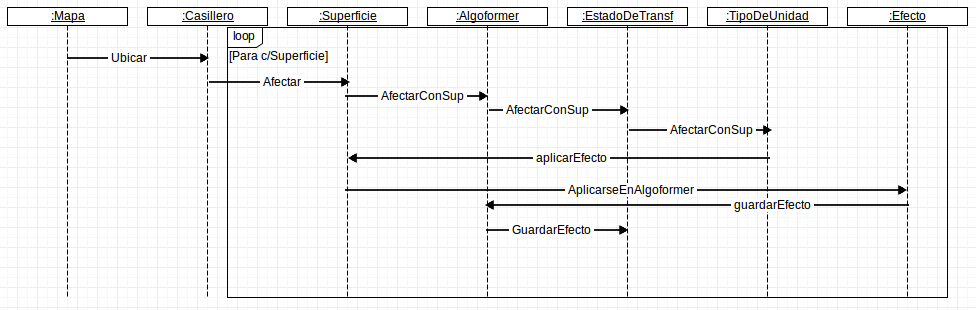 :Mapa
:Casillero
:Superficie
:Algoformer
:EstadoDeTransf
:TipoDeUnidad
:Efecto
loop
[Para c/Superficie]
Ubicar
Afectar
AfectarConSup
AfectarConSup
AfectarConSup
aplicarEfecto
AplicarseEnAlgoformer
guardarEfecto
GuardarEfecto